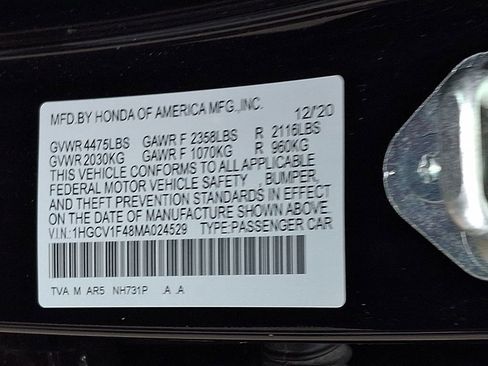 MFD.BY HONDA OF AMERICA MFG.,INC. 12/'20
GVWR 4475LBS GAWR F 2358LBS R 2116LBS
GVWR 2030KG GAWR F 1070KG R 960KG
THIS VEHICLE CONFORMS TO ALL APPLICABLE
FEDERAL MOTOR VEHICLE SAFETY , BUMPER,
AND THEFT PREVENTION STANDARDS IN EFFECT
ON THE DATE OF MANUFACTURE SHOWN ABOVE.
V.I.N.:1HGCV1F48MA024529 TYPE:PASSENGER CAR
TVA M AR5 NH731P .A .A